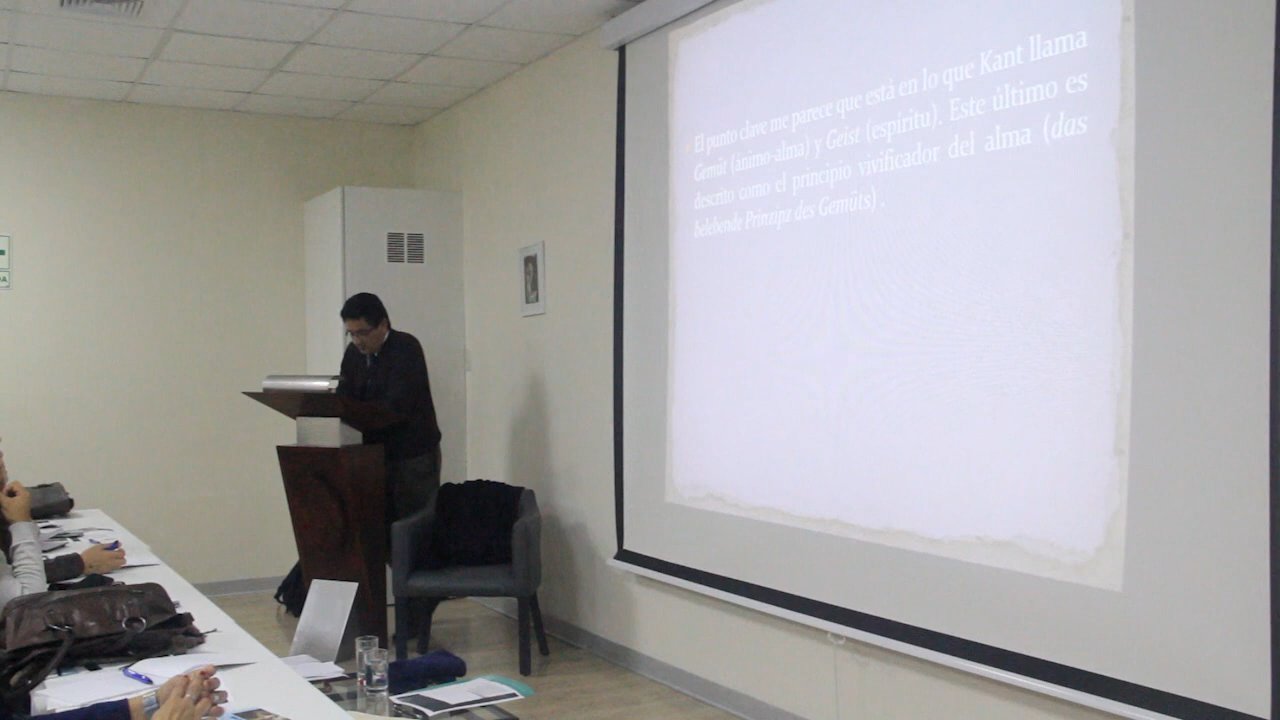 El punto clave me parece que está en lo que Kant llama
Gemüt (ánimo-alma) y Geist (espíritu). Este último es
descrito como el principio vivificador del alma (das
belebende Prinzipz des Gemüts) .